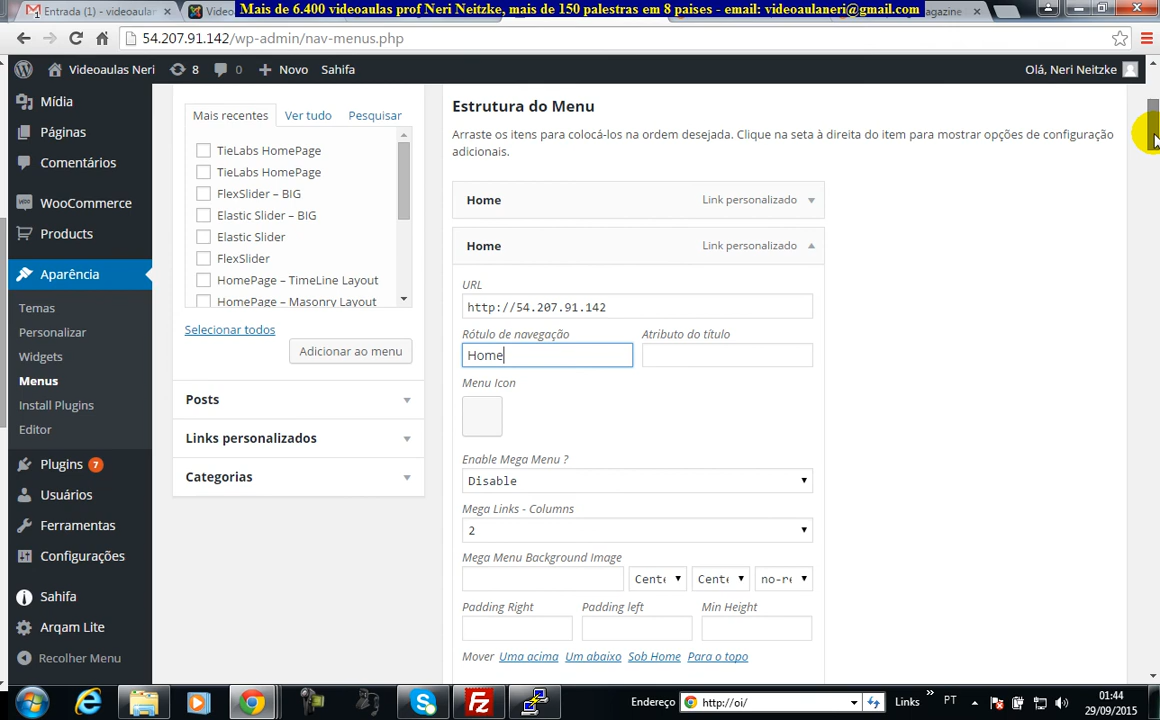 Mais de 6.400 videoaulas prof Neri Neitzke, mais de 150 palestras em 8 paises - email: videoaulaneri@gmail.com
Entrada (1) - videoaula
Video
agazine
54.207.91.142/wp-admin/nav-menus.php
Videoaulas Neri
8
0
Novo
Sahifa
Olá, Neri Neitzke
Mídia
Páginas
Comentários
WooCommerce
Products
Aparência
Temas
Personalizar
Widgets
Menus
Install Plugins
Editor
Plugins 7
Usuários
Ferramentas
Configurações
Sahifa
Arqam Lite
Recolher Menu
Mais recentes
Ver tudo
Pesquisar
TieLabs HomePage
TieLabs HomePage
FlexSlider – BIG
Elastic Slider – BIG
Elastic Slider
FlexSlider
HomePage – TimeLine Layout
HomePage – Masonry Layout
Selecionar todos
Adicionar ao menu
Posts
Links personalizados
Categorias
Estrutura do Menu
Arraste os itens para colocá-los na ordem desejada. Clique na seta à direita do item para mostrar opções de configuração
adicionais.
Home
Link personalizado
Home
Link personalizado
URL
http://54.207.91.142
Rótulo de navegação
Atributo do título
Home
Menu Icon
Enable Mega Menu ?
Disable
Mega Links - Columns
2
Mega Menu Background Image
Cente
Cente
no-re
Padding Right
Padding left
Min Height
Mover Uma acima Um abaixo Sob Home Para o topo
Endereço
http://oi/
Links
PT
01:44
29/09/2015